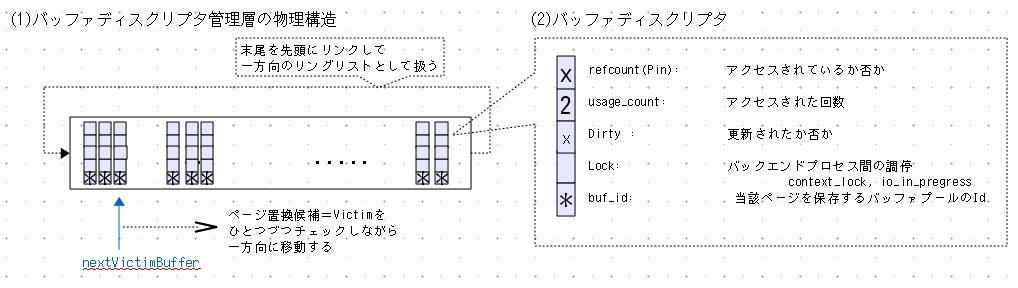 (1)バッファディスクリプタ管理層の物理構造
末尾を先頭にリンクして
一方向のリングリストとして扱う
* * * * * * * *
.....
nextVictimBuffer
ページ置換候補=Victimを
ひとつづつチェックしながら
一方向に移動する
(2)バッファディスクリプタ
x refcount(Pin): アクセスされているか否か
2 usage_count: アクセスされた回数
x Dirty : 更新されたか否か
Lock: バックエンドプロセス間の調停
context_lock, io_in_pregress
* buf_id: 当該ページを保存するバッファプールのId.